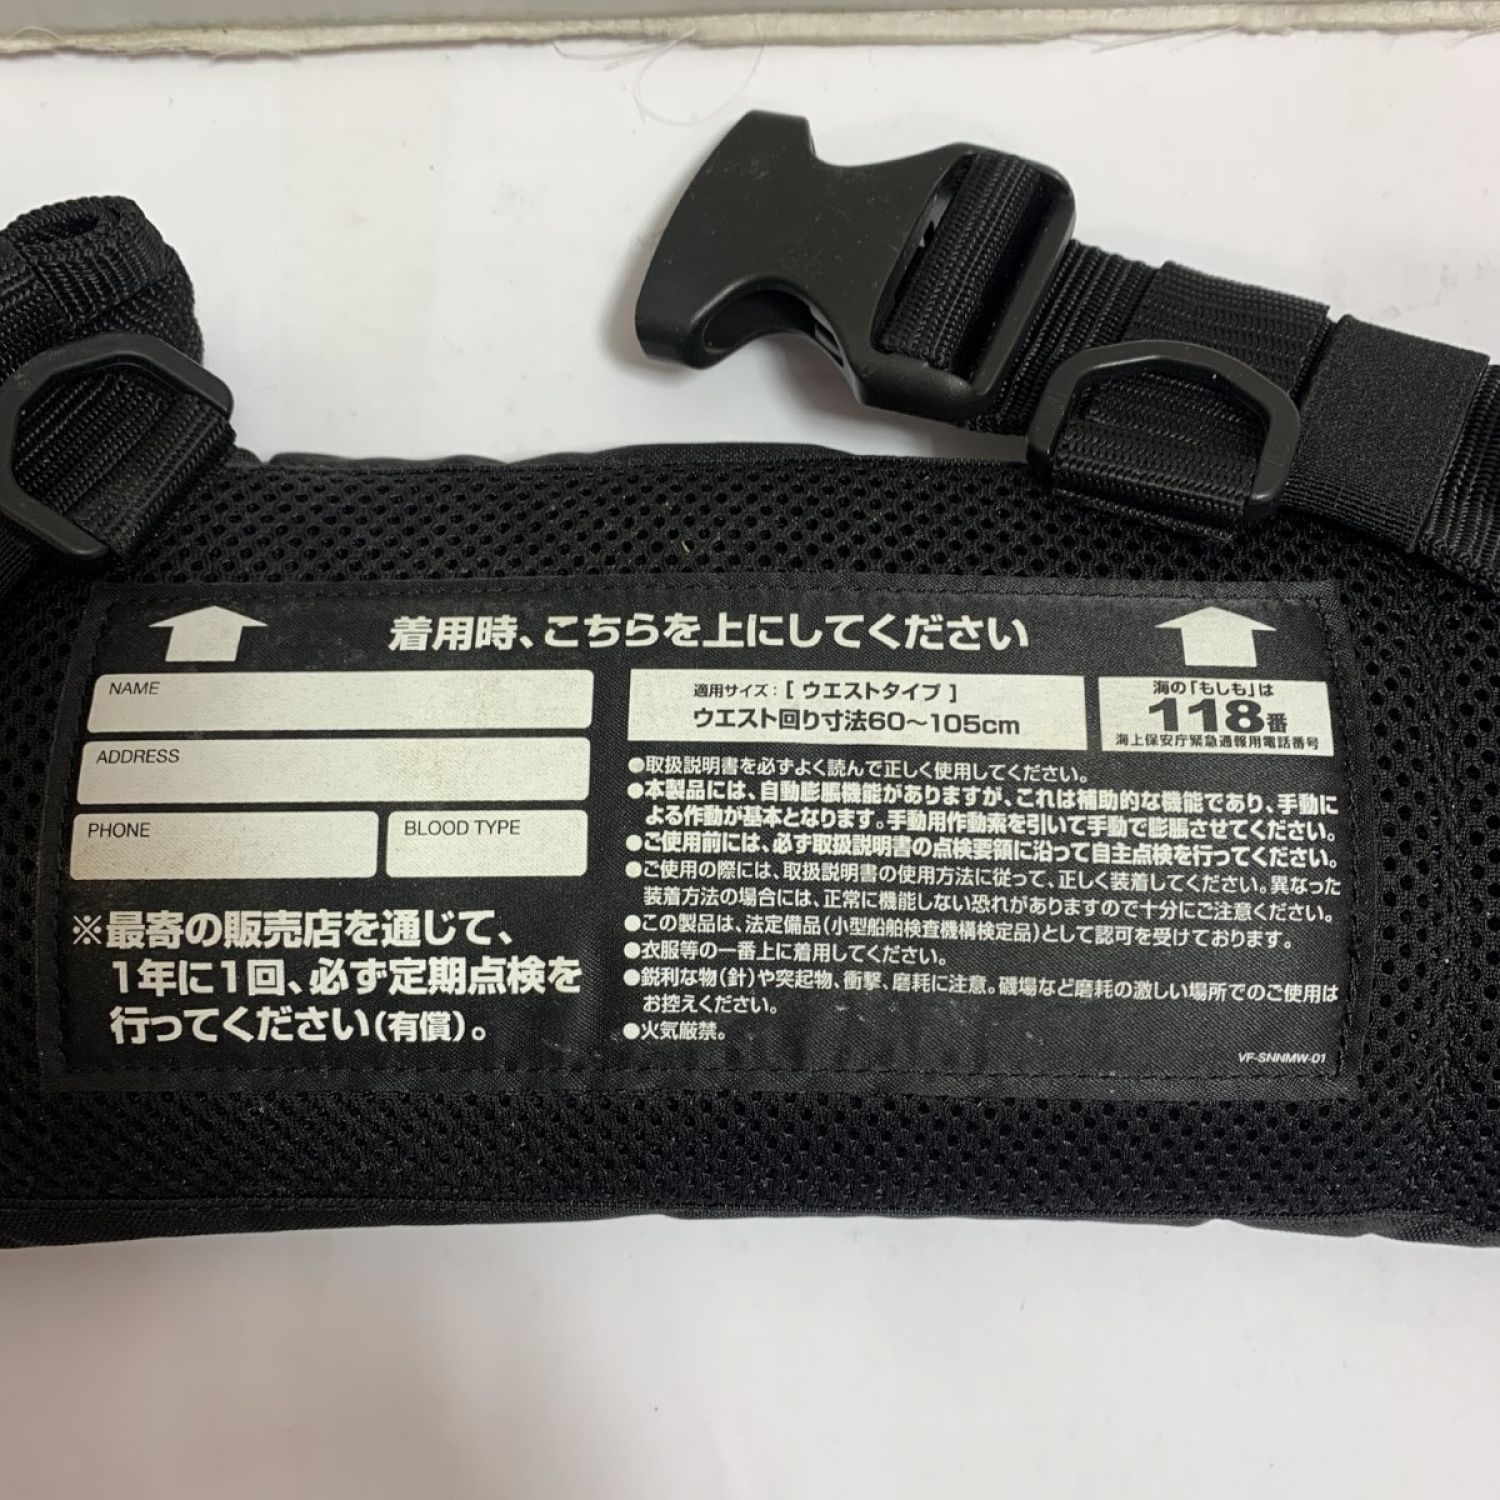 着用時、こちらを上にしてください
NAME
ADDRESS
PHONE
BLOOD TYPE
※最寄の販売店を通じて、
1年に1回、必ず定期点検を
行ってください(有償)。
適用サイズ:[ ウエストタイプ ]
ウエスト回り寸法60〜105cm
海の「もしも」は
118番
海上保安庁緊急通報用電話番号
●取扱説明書を必ずよく読んで正しく使用してください。
●本製品には、自動膨脹機能がありますが、これは補助的な機能であり、手動に
よる作動が基本となります。手動用作動索を引いて手動で膨脹させてください。
●ご使用前には、必ず取扱説明書の点検要領に沿って自主点検を行ってください。
●ご使用の際には、取扱説明書の使用方法に従って、正しく装着してください。異なった
装着方法の場合には、正常に機能しない恐れがありますので十分にご注意ください。
●この製品は、法定備品(小型船舶検査機構検定品)として認可を受けております。
●衣服等の一番上に着用してください。
●鋭利な物(針)や突起物、衝撃、磨耗に注意。磯場など磨耗の激しい場所でのご使用は
お控えください。
●火気厳禁。
VF-SNNMW-01